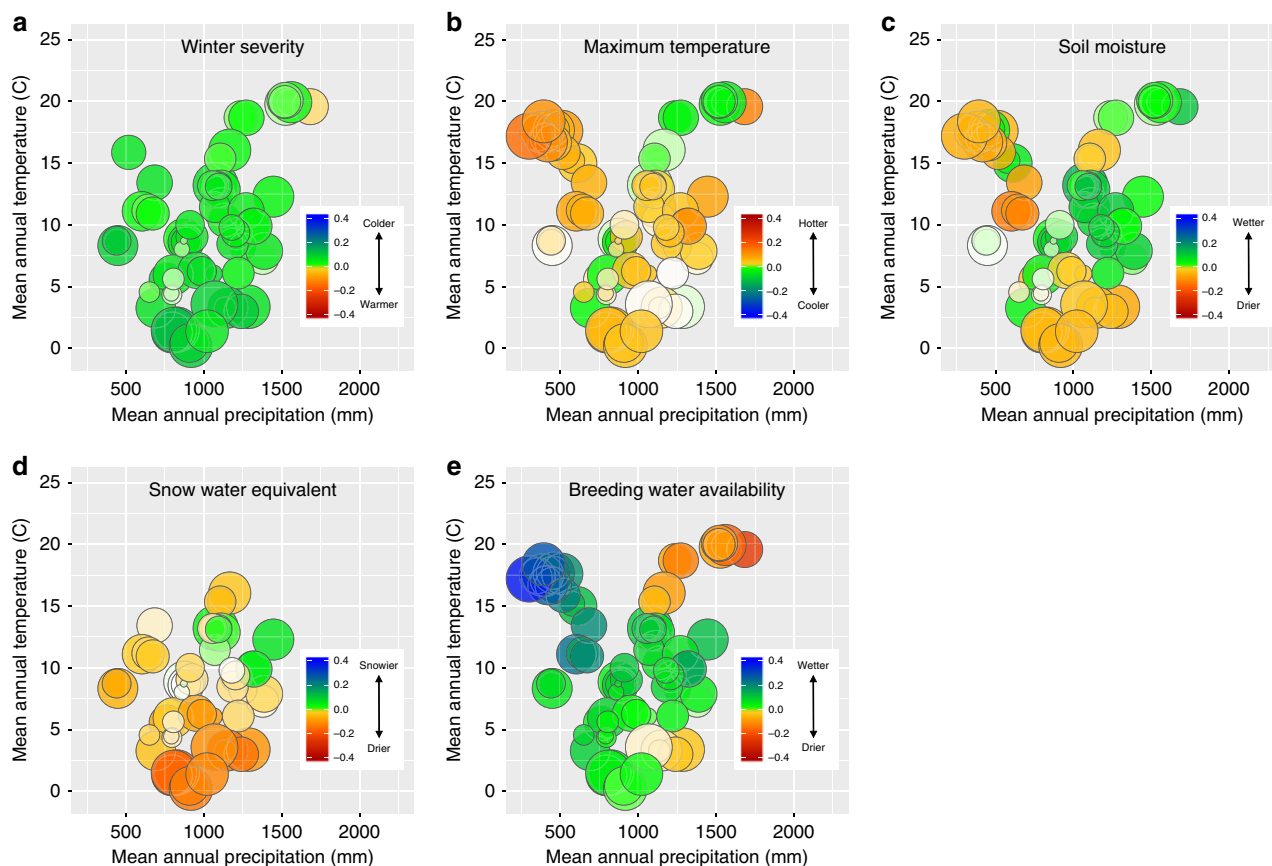 a
Winter severity
Mean annual temperature (C)
25
20
15
10
5
0
0.4
0.2
0.0
−0.2
−0.4
Colder
Warmer
500
1000
1500
2000
Mean annual precipitation (mm)
b
Maximum temperature
Mean annual temperature (C)
25
20
15
10
5
0
0.4
0.2
0.0
−0.2
−0.4
Hotter
Cooler
500
1000
1500
2000
Mean annual precipitation (mm)
c
Soil moisture
Mean annual temperature (C)
25
20
15
10
5
0
0.4
0.2
0.0
−0.2
−0.4
Wetter
Drier
500
1000
1500
2000
Mean annual precipitation (mm)
d
Snow water equivalent
Mean annual temperature (C)
25
20
15
10
5
0
0.4
0.2
0.0
−0.2
−0.4
Snowier
Drier
500
1000
1500
2000
Mean annual precipitation (mm)
e
Breeding water availability
Mean annual temperature (C)
25
20
15
10
5
0
0.4
0.2
0.0
−0.2
−0.4
Wetter
Drier
500
1000
1500
2000
Mean annual precipitation (mm)